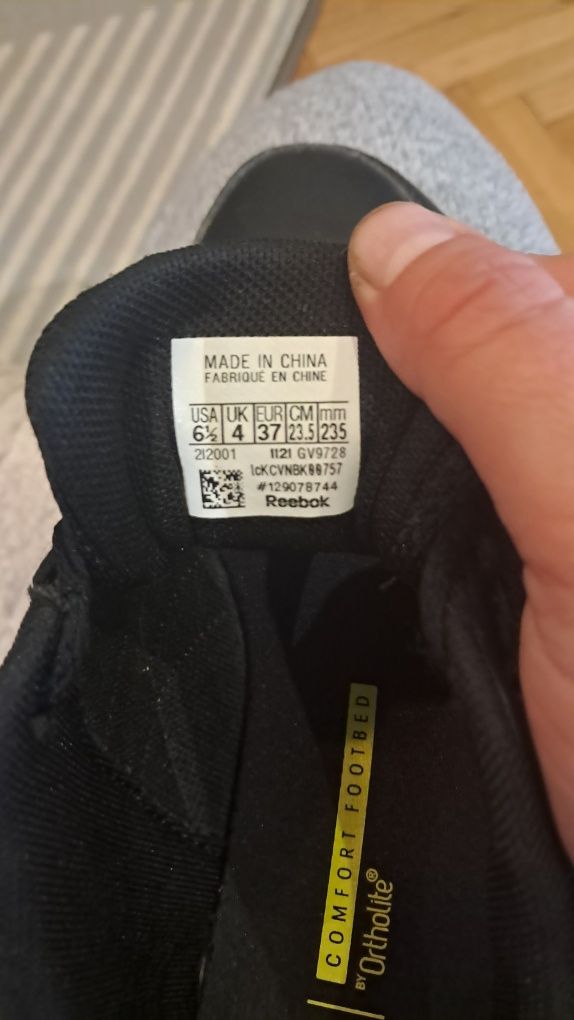 MADE IN CHINA
FABRIQUÉ EN CHINE
USA UK EUR CM mm
6½ 4 37 23.5 235
212001 1121 GV9728
#129078744
Reebok
COMFORT FOOTBED
BY Ortholite®